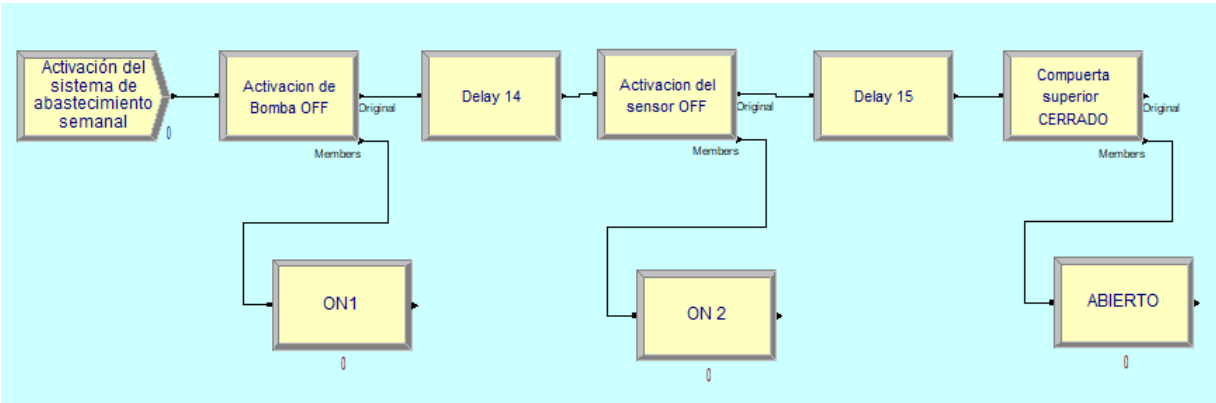 Activación del
sistema de
abastecimiento
semanal
0
Activacion de
Bomba OFF
Original
Members
Delay 14
Activacion del
sensor OFF
Original
Members
Delay 15
Compuerta
superior
CERRADO
Original
Members
ON1
0
ON 2
0
ABIERTO
0